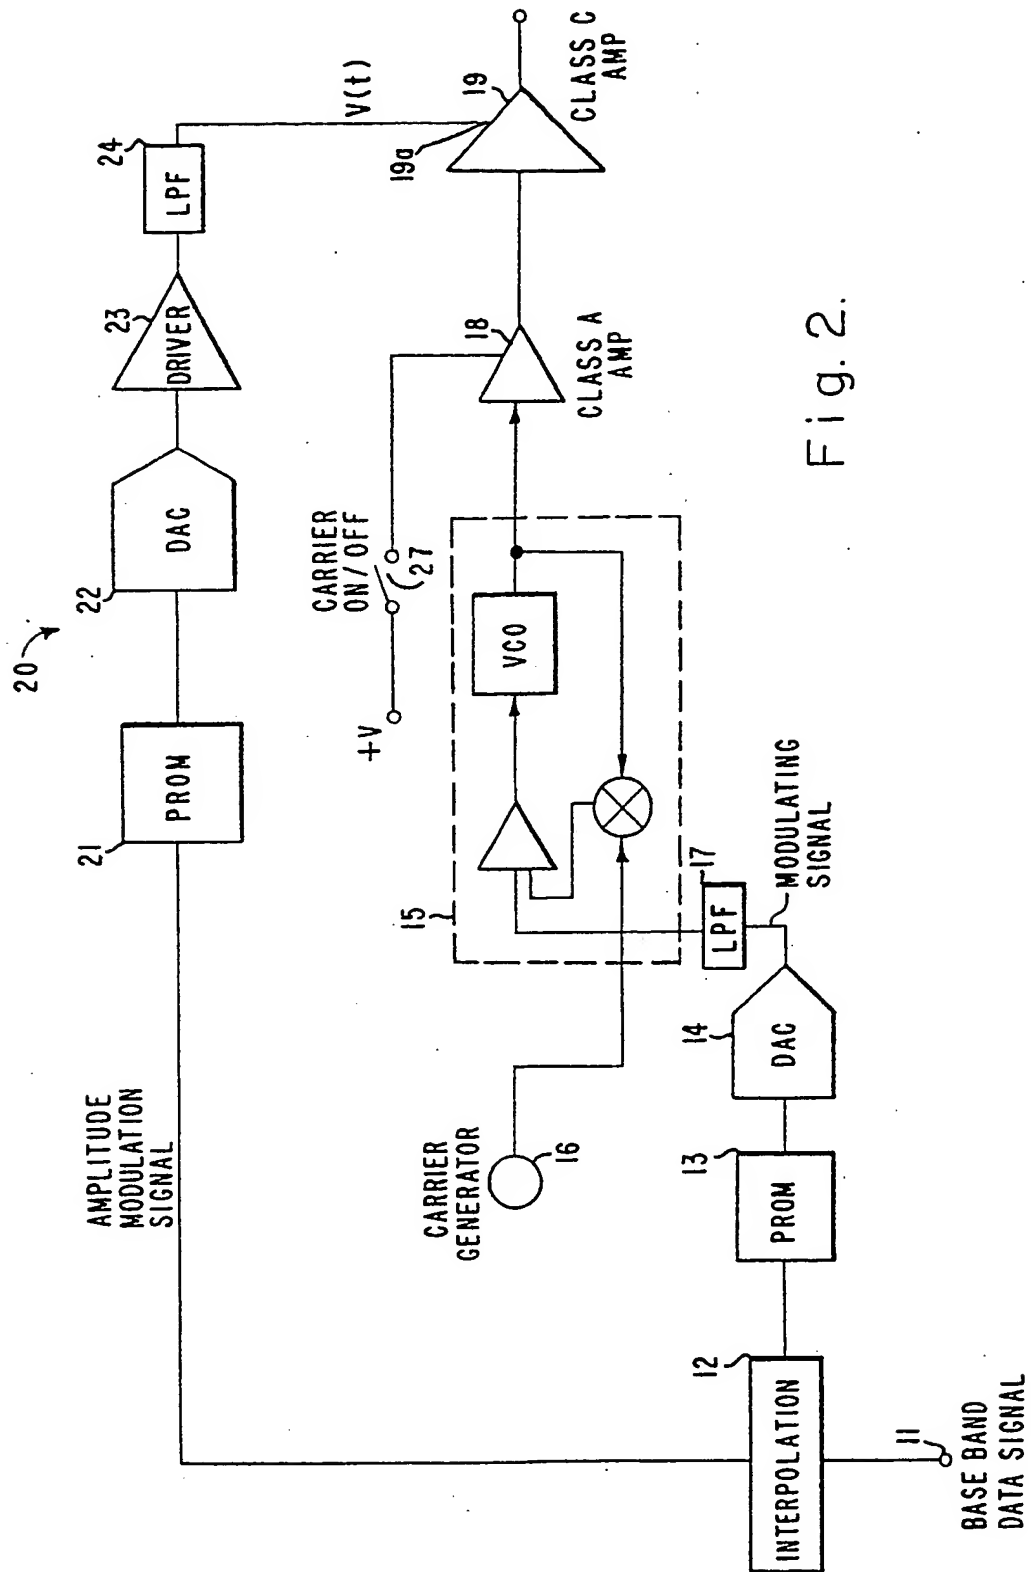 20
AMPLITUDE
MODULATION
SIGNAL
21
PROM
22
DAC
23
DRIVER
24
LPF
V(t)
CARRIER
ON/OFF
+V
27
CARRIER
GENERATOR
16
15
VCO
18
CLASS A
AMP
19a
19
CLASS C
AMP
12
INTERPOLATION
13
PROM
14
DAC
17
LPF
MODULATING
SIGNAL
11
BASE BAND
DATA SIGNAL
Fig. 2.